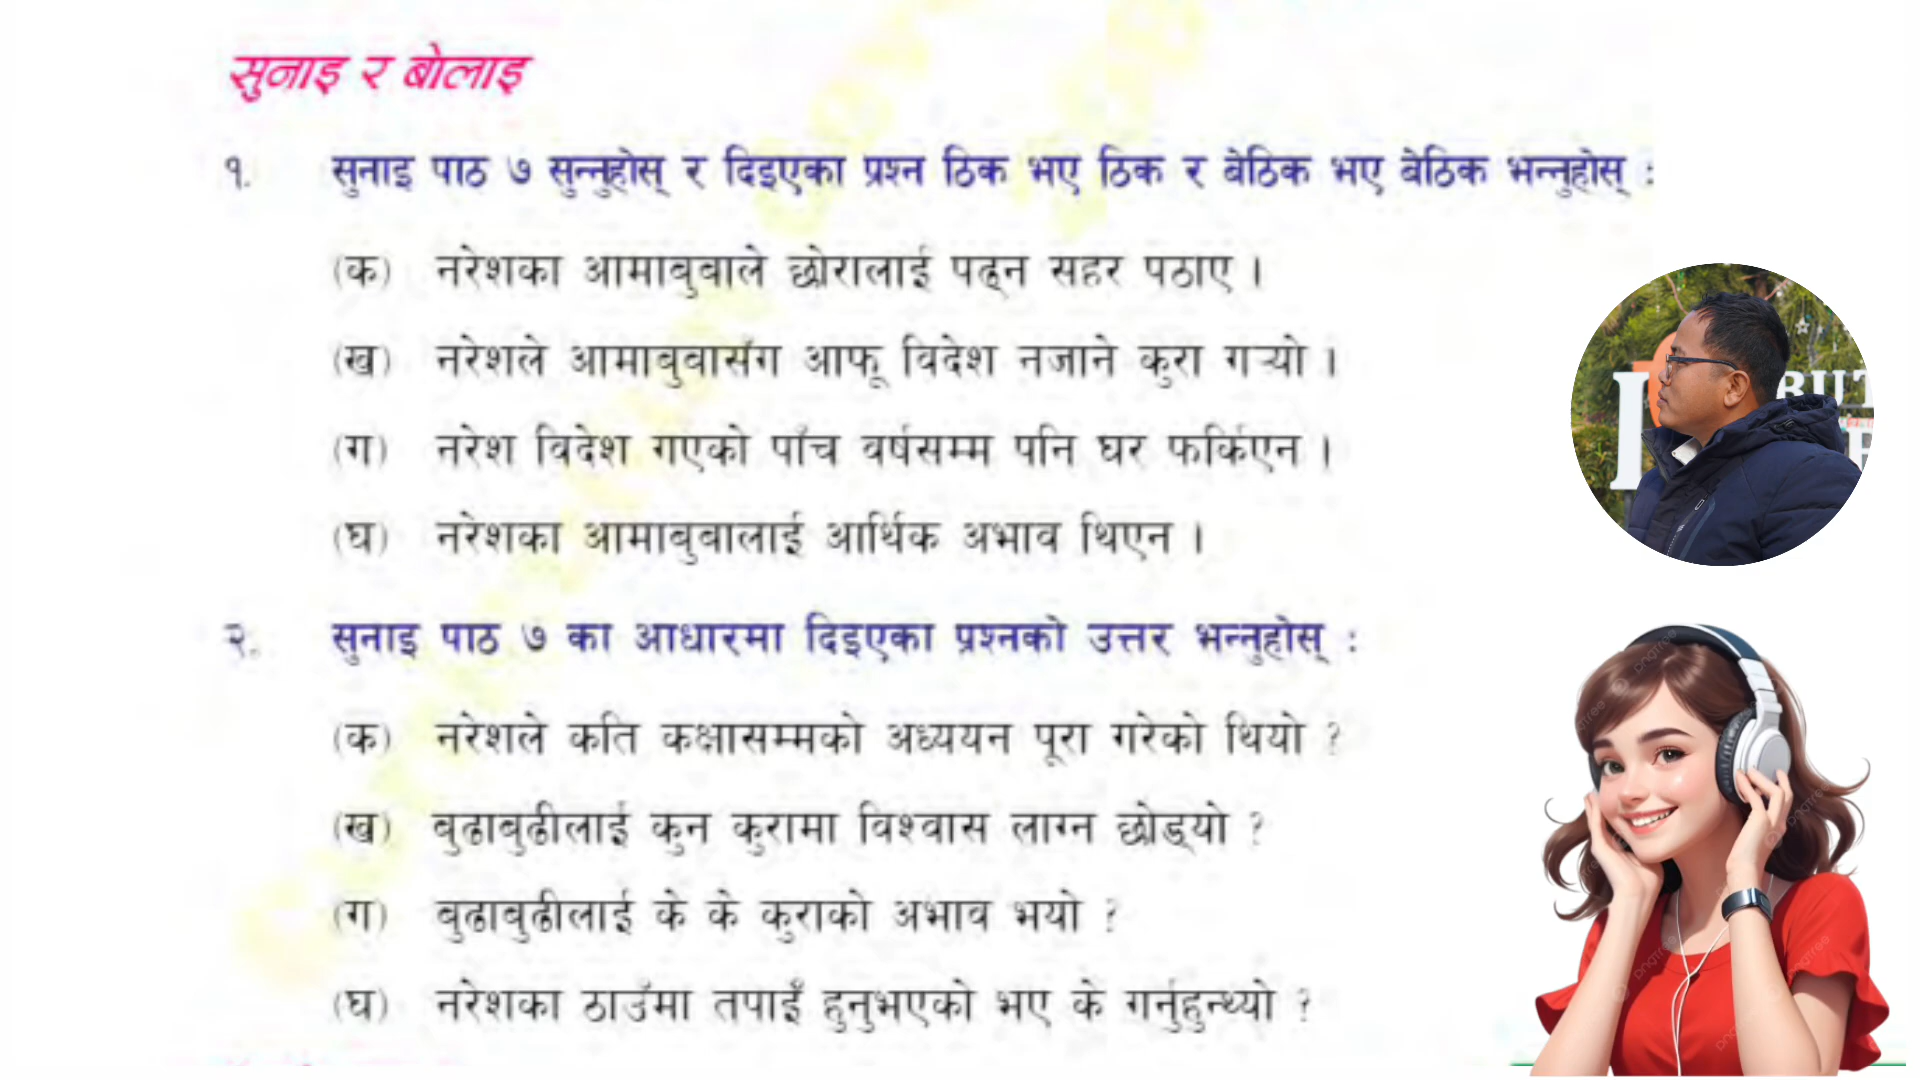 सुनाइ र बोलाइ
१. सुनाइ पाठ ७ सुन्नुहोस् र दिइएका प्रश्न ठिक भए ठिक र बेठिक भए बेठिक भन्नुहोस् :
(क) नरेशका आमाबुबाले छोरालाई पढ्न सहर पठाए ।
(ख) नरेशले आमाबुवासँग आफू विदेश नजाने कुरा गर्‍यो ।
(ग) नरेश विदेश गएको पाँच वर्षसम्म पनि घर फर्किएन ।
(घ) नरेशका आमाबुबालाई आर्थिक अभाव थिएन ।
२. सुनाइ पाठ ७ का आधारमा दिइएका प्रश्नको उत्तर भन्नुहोस् :
(क) नरेशले कति कक्षासम्मको अध्ययन पूरा गरेको थियो ?
(ख) बुढाबुढीलाई कुन कुरामा विश्वास लाग्न छोड्यो ?
(ग) बुढाबुढीलाई के के कुराको अभाव भयो ?
(घ) नरेशका ठाउँमा तपाईँ हुनुभएको भए के गर्नुहुन्थ्यो ?